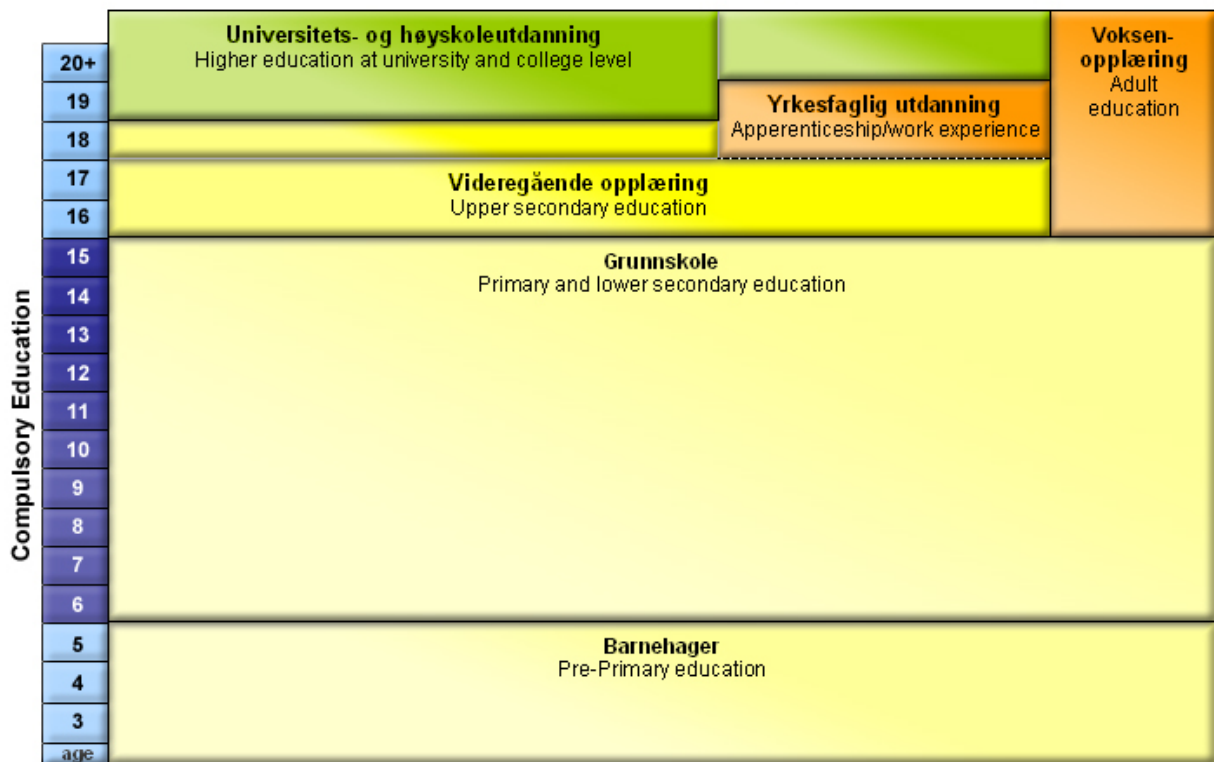 Universitets- og høyskoleutdanning
Higher education at university and college level
Voksen-
opplæring
Adult
education
Yrkesfaglig utdanning
Apperenticeship/work experience
Videregående opplæring
Upper secondary education
Grunnskole
Primary and lower secondary education
Barnehager
Pre-Primary education
Compulsory Education
20+
19
18
17
16
15
14
13
12
11
10
9
8
7
6
5
4
3
age